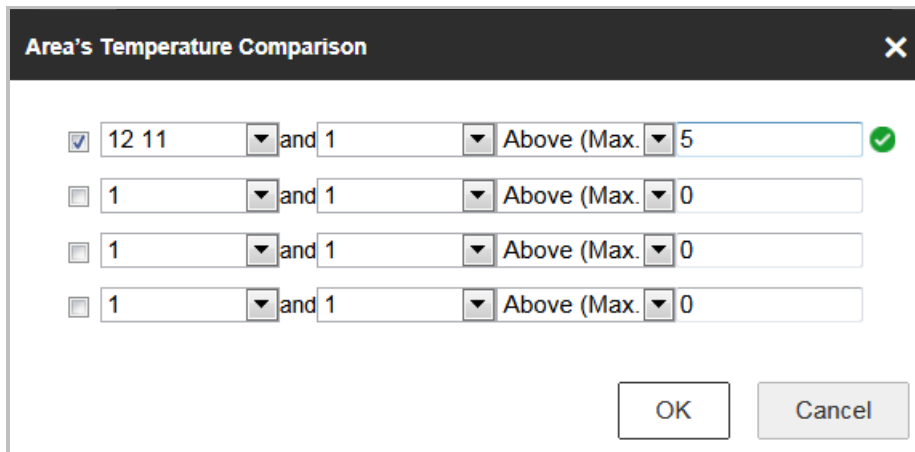 Area's Temperature Comparison
12 11 and 1 Above (Max. 5
1 and 1 Above (Max. 0
1 and 1 Above (Max. 0
1 and 1 Above (Max. 0
OK Cancel